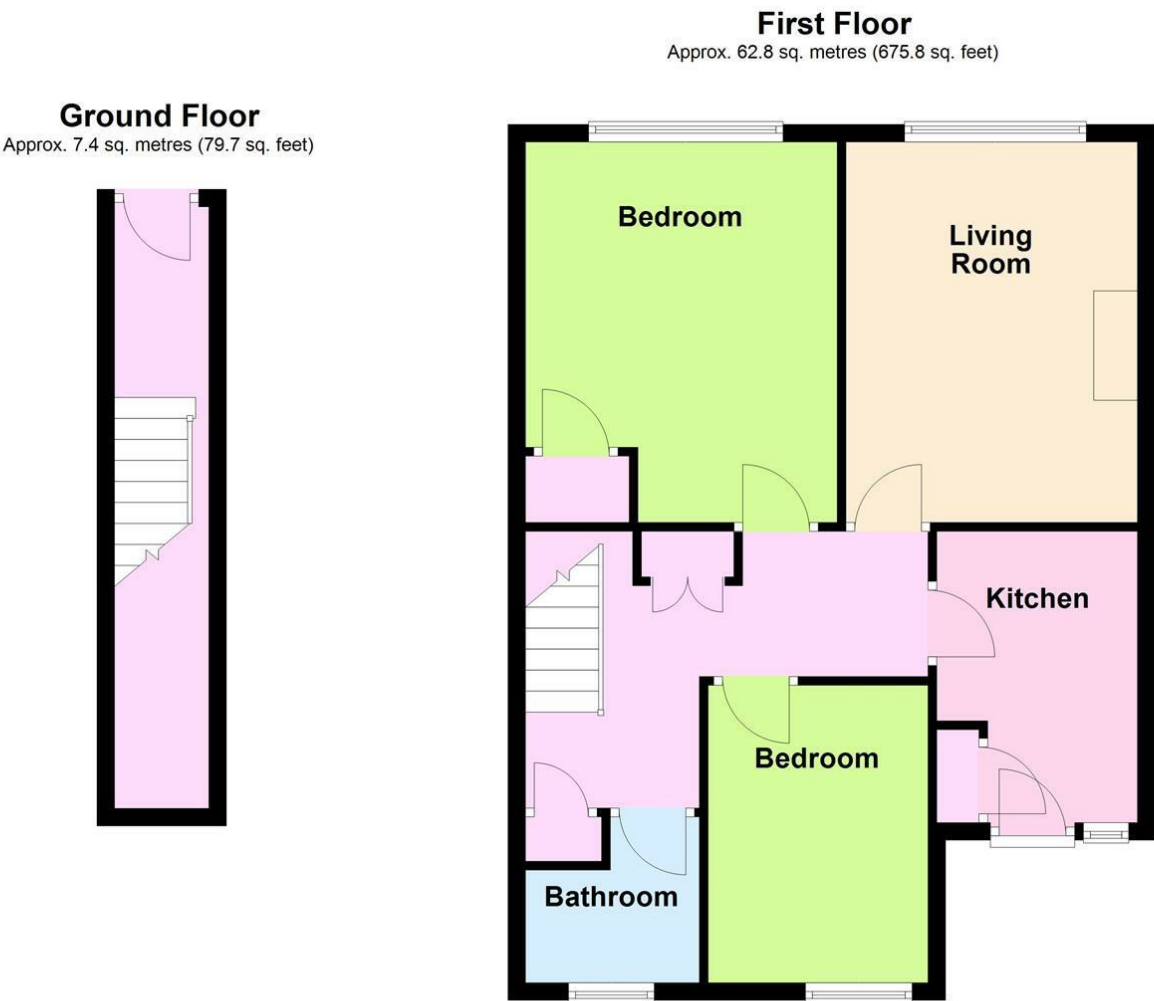 First Floor
Approx. 62.8 sq. metres (675.8 sq. feet)
Ground Floor
Approx. 7.4 sq. metres (79.7 sq. feet)
Bedroom
Living
Room
Kitchen
Bedroom
Bathroom